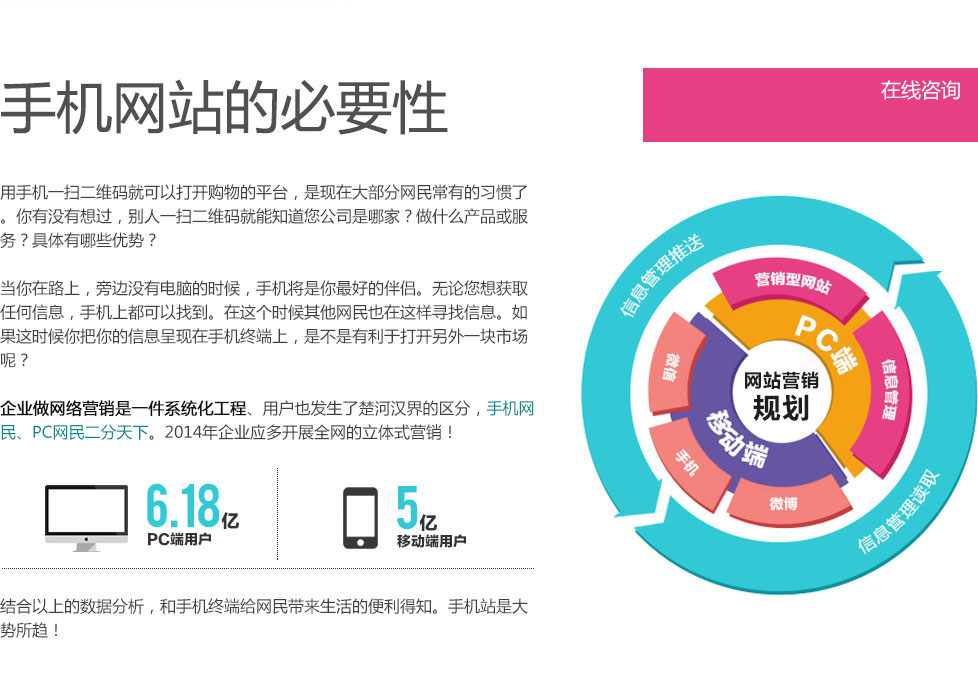 手机网站的必要性
在线咨询
用手机一扫二维码就可以打开购物的平台，是现在大部分网民常有的习惯了
。你有没有想过，别人一扫二维码就能知道您公司是哪家？做什么产品或服
务？具体有哪些优势？
当你在路上，旁边没有电脑的时候，手机将是你最好的伴侣。无论您想获取
任何信息，手机上都可以找到。在这个时候其他网民也在这样寻找信息。如
果这时候你把你的信息呈现在手机终端上，是不是有利于打开另外一块市场
呢？
企业做网络营销是一件系统化工程、用户也发生了楚河汉界的区分，手机网
民、PC网民二分天下。2014年企业应多开展全网的立体式营销！
6.18亿
PC端用户
5亿
移动端用户
结合以上的数据分析，和手机终端给网民带来生活的便利得知。手机站是大
势所趋！
信息管理推送
营销型网站
PC端
信息管理
微信
网站营销
规划
移动端
手机
微博
信息管理读取